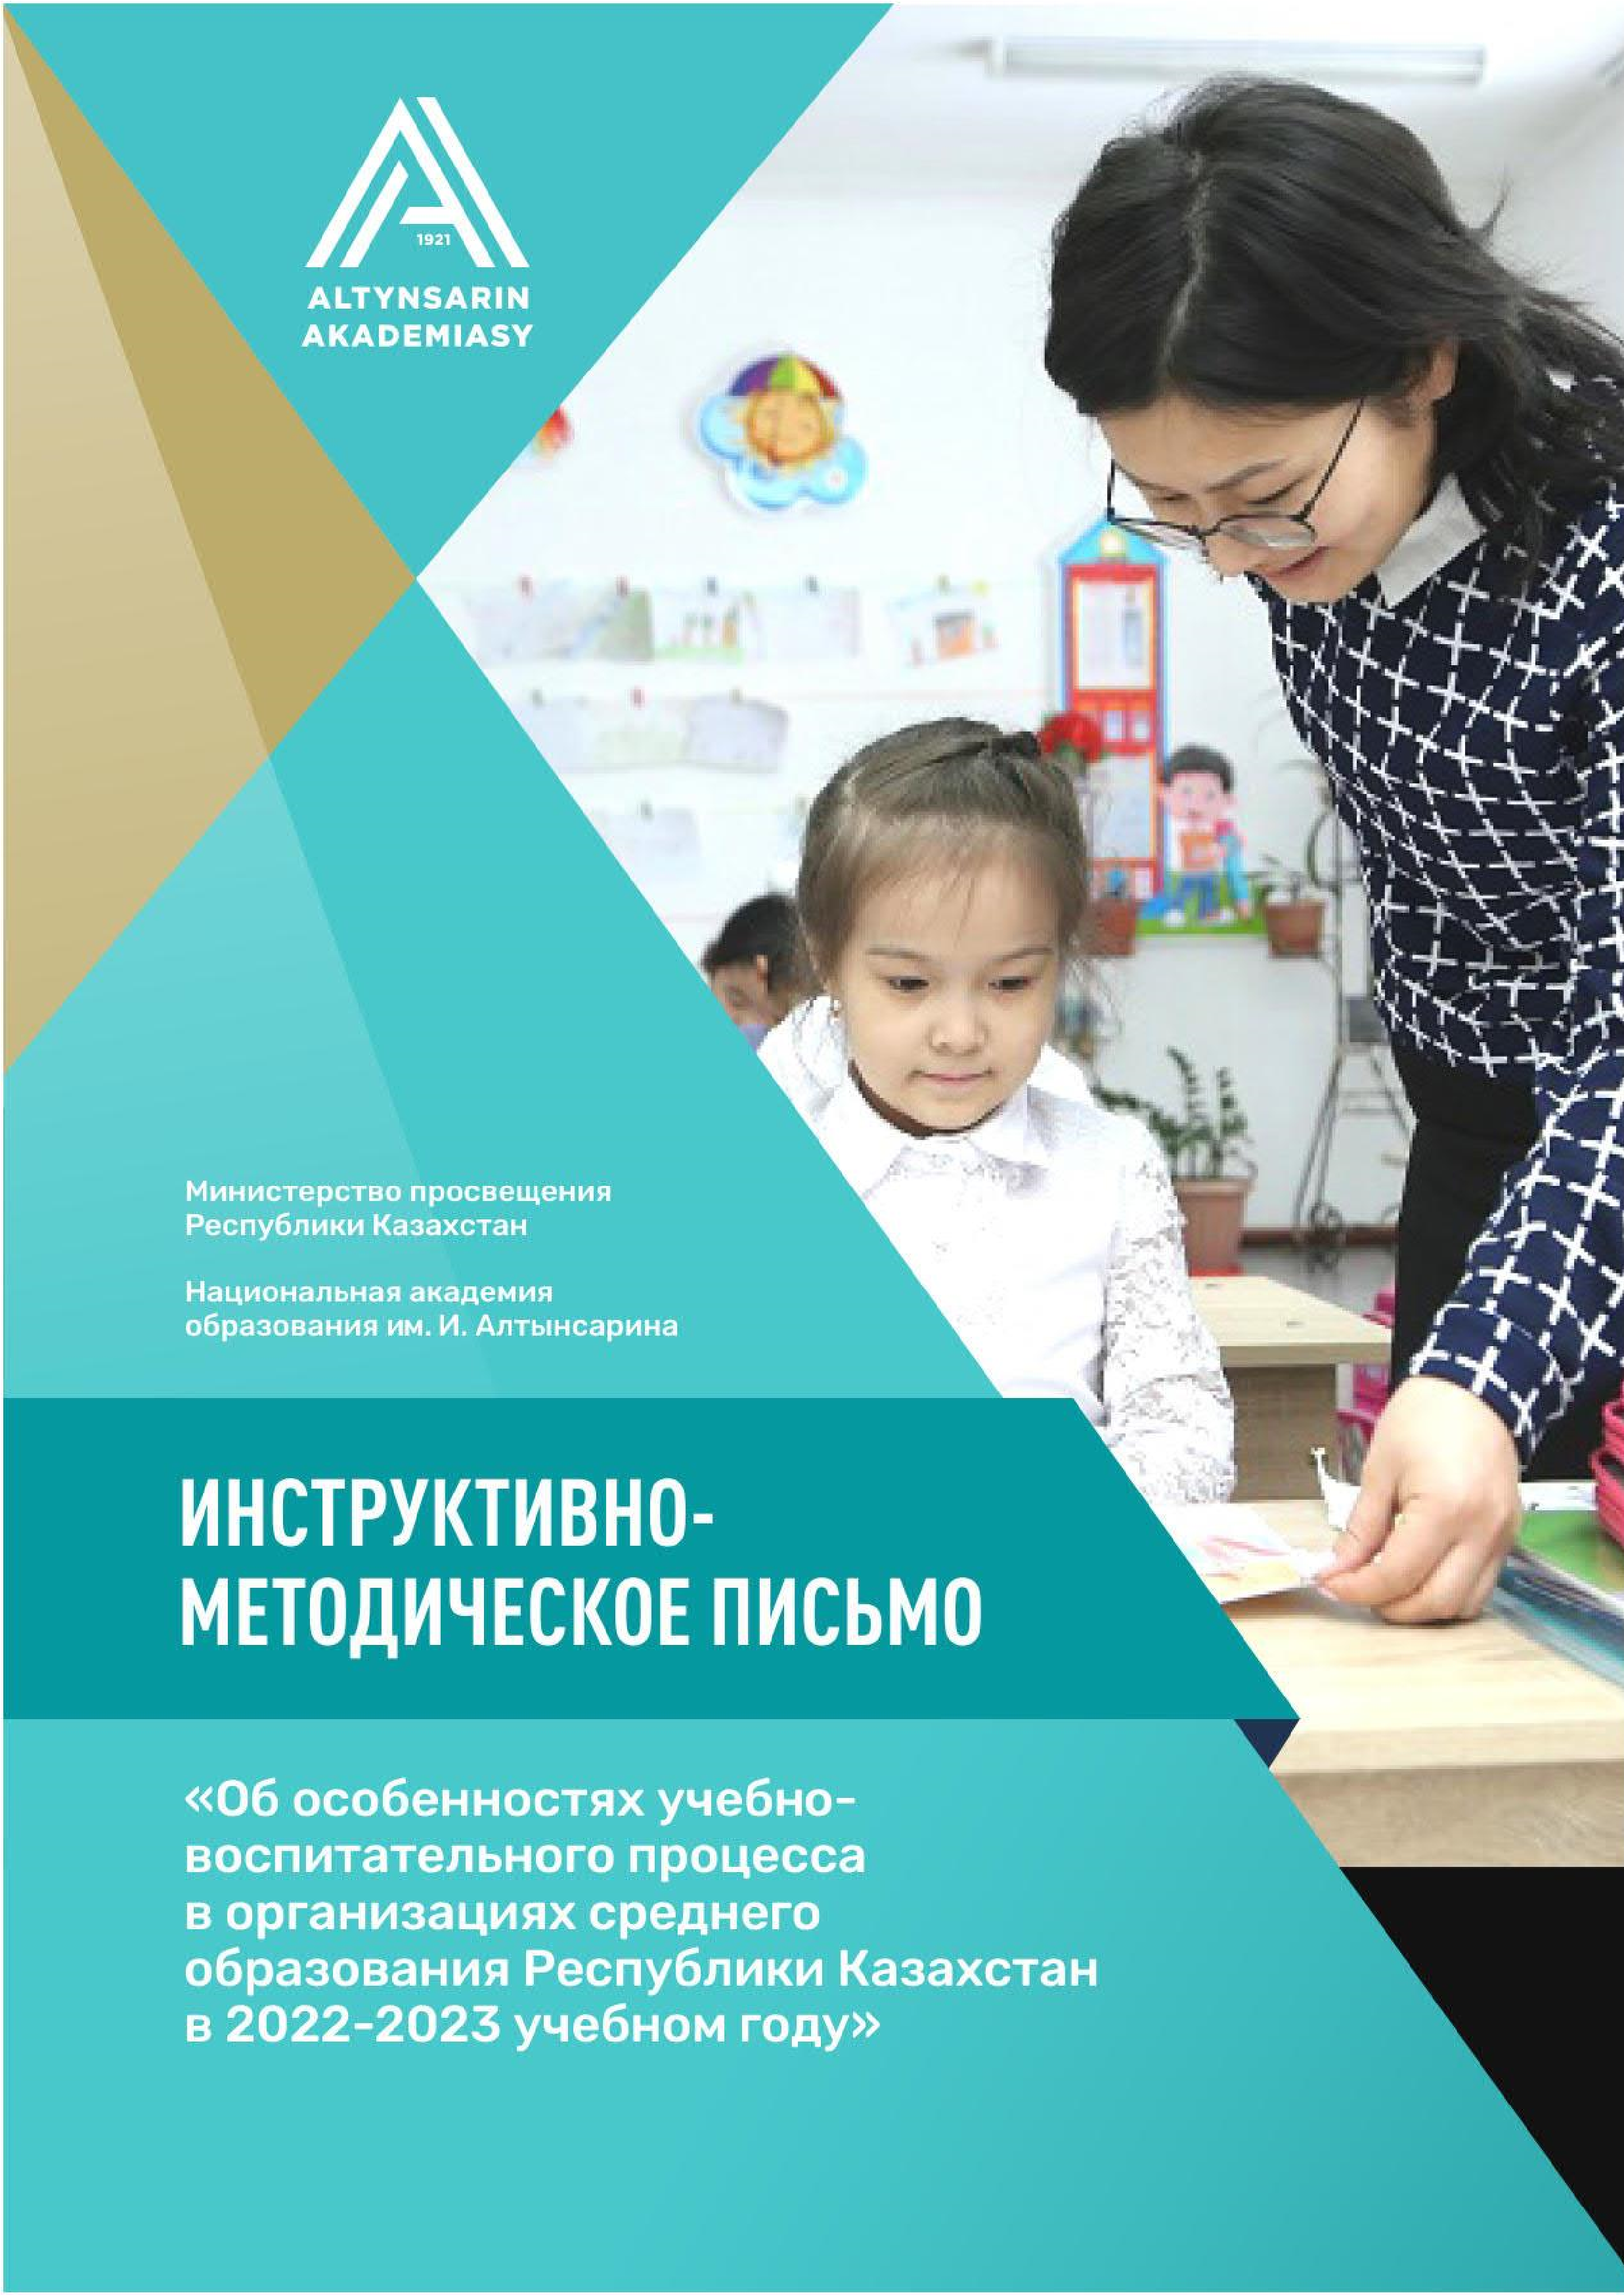 1921
ALTYNSARIN
AKADEMIASY
Министерство просвещения
Республики Казахстан
Национальная академия
образования им. И. Алтынсарина
ИНСТРУКТИВНО-
МЕТОДИЧЕСКОЕ ПИСЬМО
«Об особенностях учебно-
воспитательного процесса
в организациях среднего
образования Республики Казахстан
в 2022-2023 учебном году»